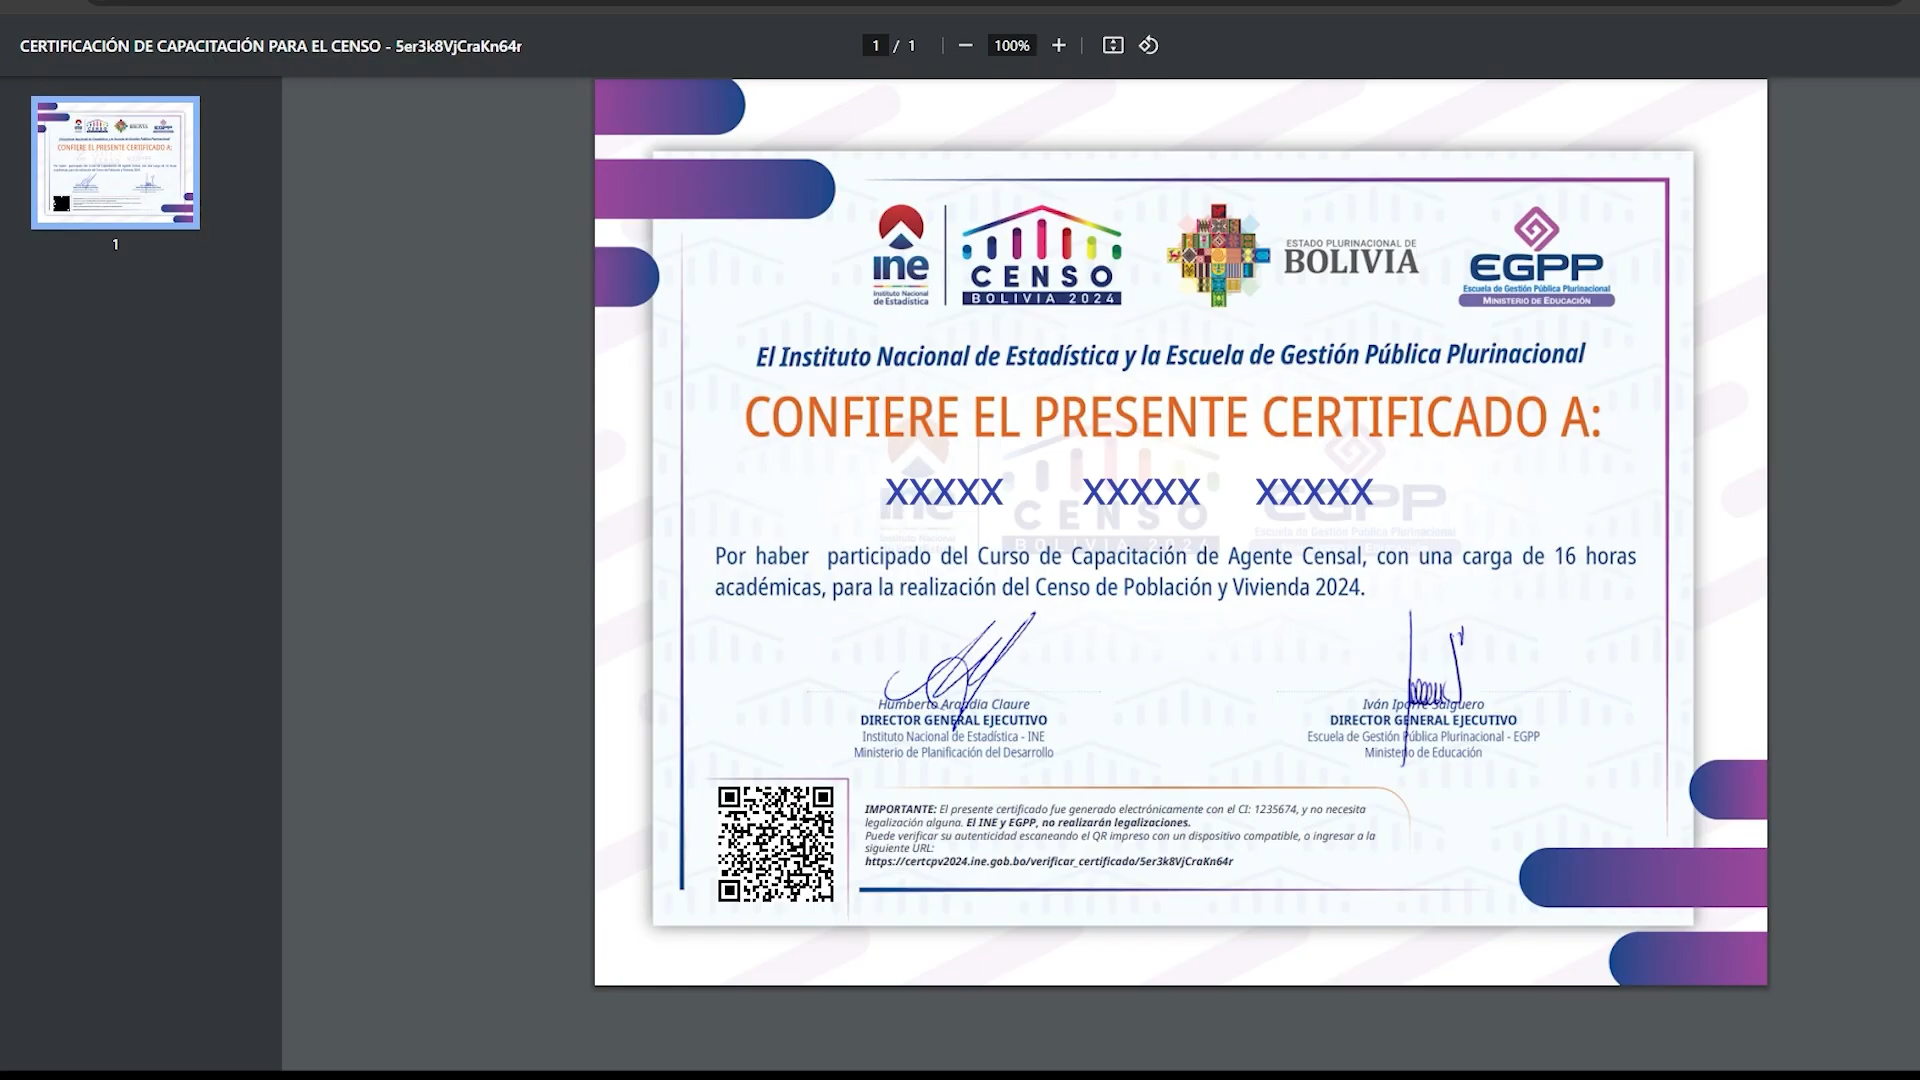 CERTIFICACIÓN DE CAPACITACIÓN PARA EL CENSO - 5er3k8VjCraKn64r
1 / 1
100%
1
ine
Instituto Nacional
de Estadística
CENSO
BOLIVIA 2024
ESTADO PLURINACIONAL DE
BOLIVIA
EGPP
Escuela de Gestión Pública Plurinacional
MINISTERIO DE EDUCACIÓN
El Instituto Nacional de Estadística y la Escuela de Gestión Pública Plurinacional
CONFIERE EL PRESENTE CERTIFICADO A:
XXXXX XXXXX XXXXX
Por haber participado del Curso de Capacitación de Agente Censal, con una carga de 16 horas
académicas, para la realización del Censo de Población y Vivienda 2024.
Humberto Arandia Claure
DIRECTOR GENERAL EJECUTIVO
Instituto Nacional de Estadística - INE
Ministerio de Planificación del Desarrollo
Iván Iporre Salguero
DIRECTOR GENERAL EJECUTIVO
Escuela de Gestión Pública Plurinacional - EGPP
Ministerio de Educación
IMPORTANTE: El presente certificado fue generado electrónicamente con el CI: 1235674, y no necesita
legalización alguna. El INE y EGPP, no realizarán legalizaciones.
Puede verificar su autenticidad escaneando el QR impreso con un dispositivo compatible, o ingresar a la
siguiente URL:
https://certcpv2024.ine.gob.bo/verificar_certificado/5er3k8VjCraKn64r